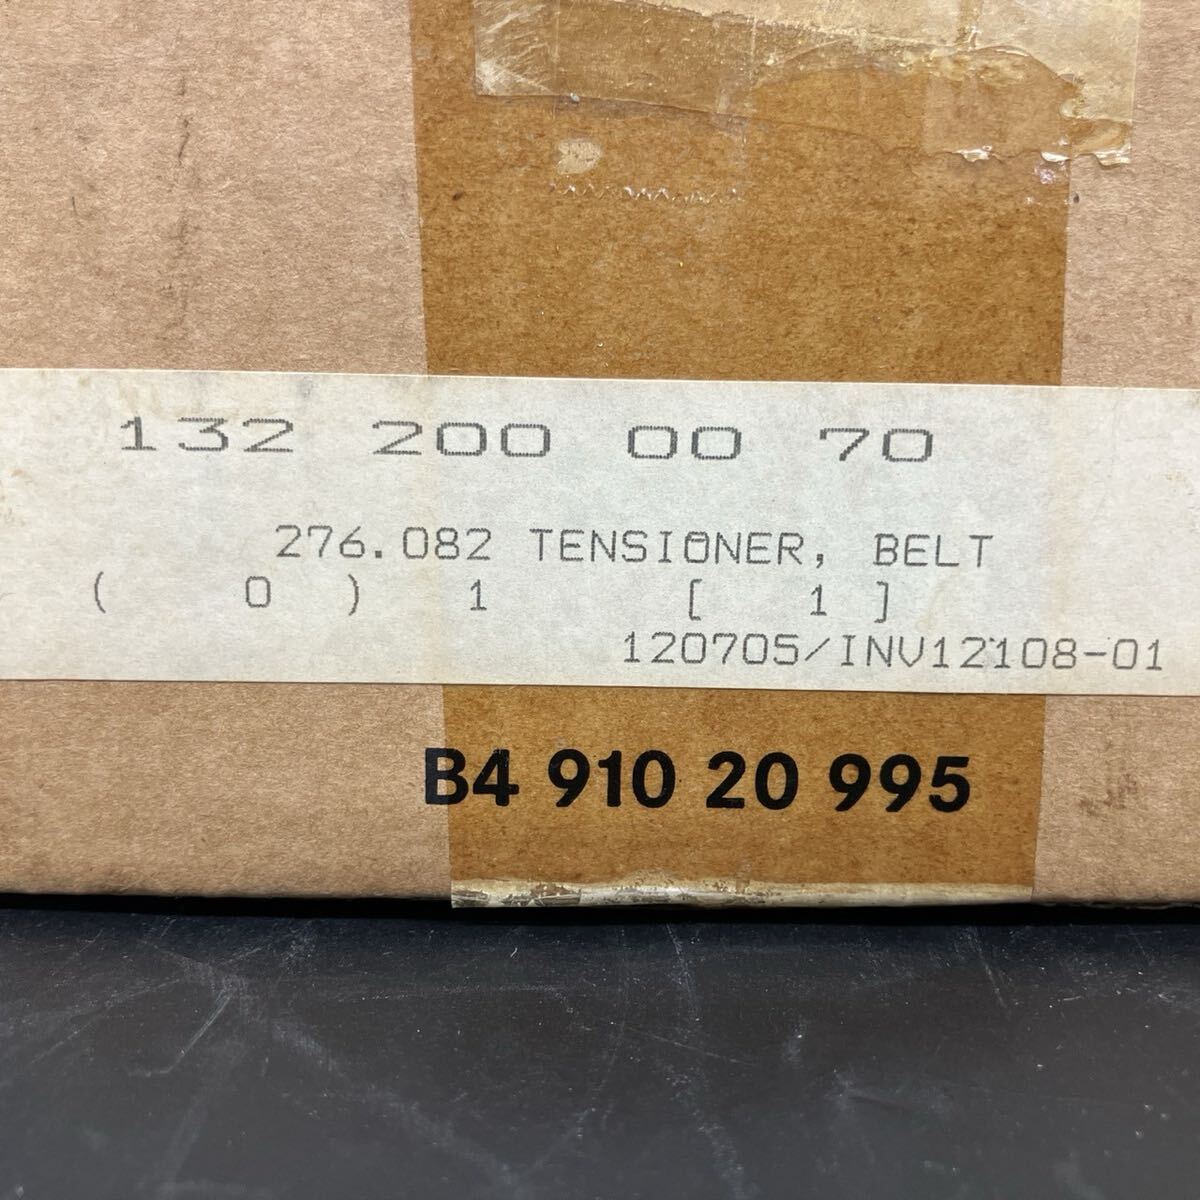 132 200 00 70
276.082 TENSIONER, BELT
( 0 ) 1 [ 1 ]
120705/INV12108-01
B4 910 20 995